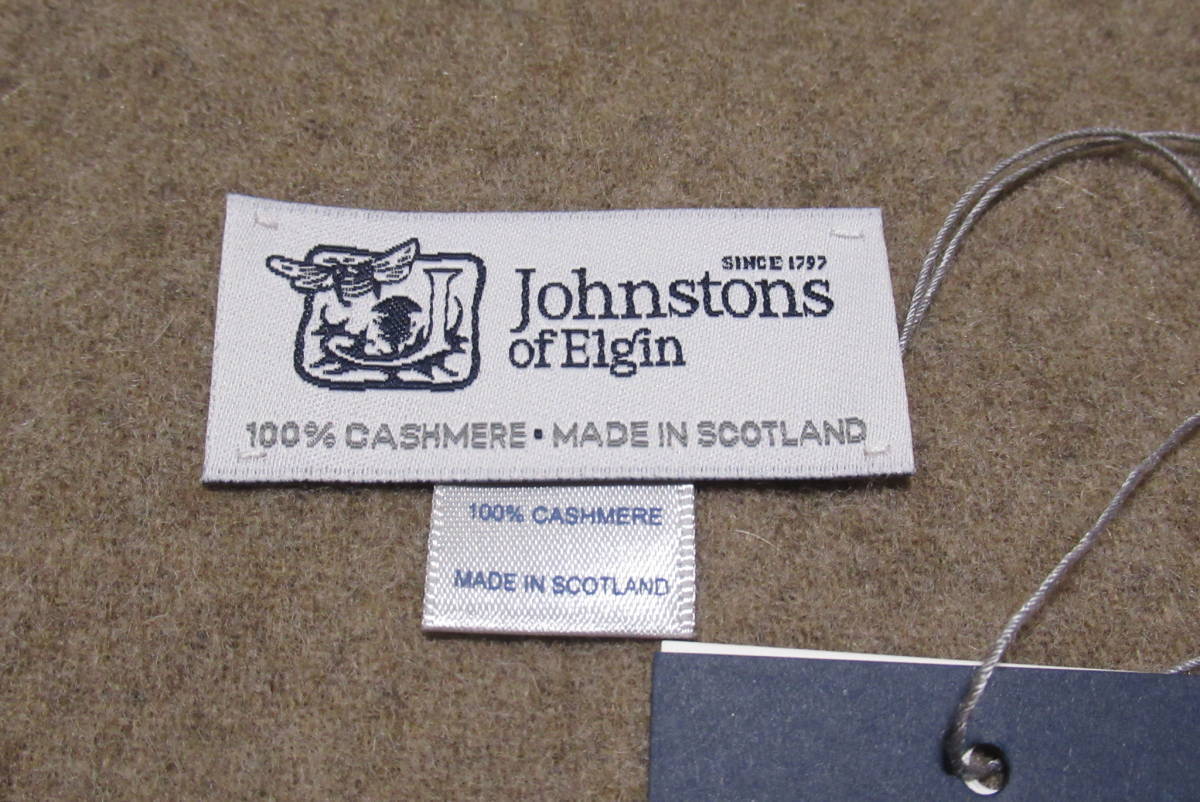 SINCE 1797
Johnstons
of Elgin
100% CASHMERE • MADE IN SCOTLAND
100% CASHMERE
MADE IN SCOTLAND